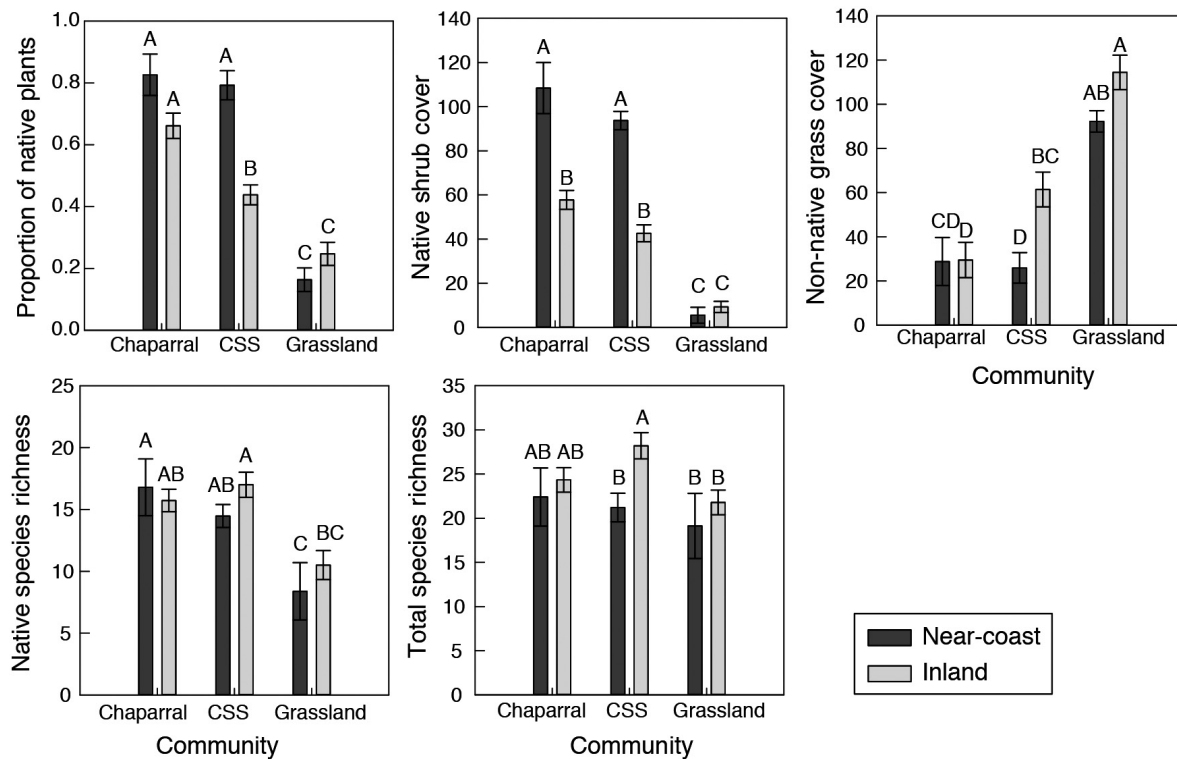 Proportion of native plants
1.0
0.8
0.6
0.4
0.2
0.0
A
A
A
B
C
C
Chaparral CSS Grassland
Native shrub cover
140
120
100
80
60
40
20
0
A
B
A
B
C
C
Chaparral CSS Grassland
Non-native grass cover
140
120
100
80
60
40
20
0
CD
D
D
BC
AB
A
Chaparral CSS Grassland
Community
Native species richness
25
20
15
10
5
0
A
AB
AB
A
C
BC
Chaparral CSS Grassland
Community
Total species richness
35
30
25
20
15
10
5
0
AB
AB
B
A
B
B
Chaparral CSS Grassland
Community
Near-coast
Inland